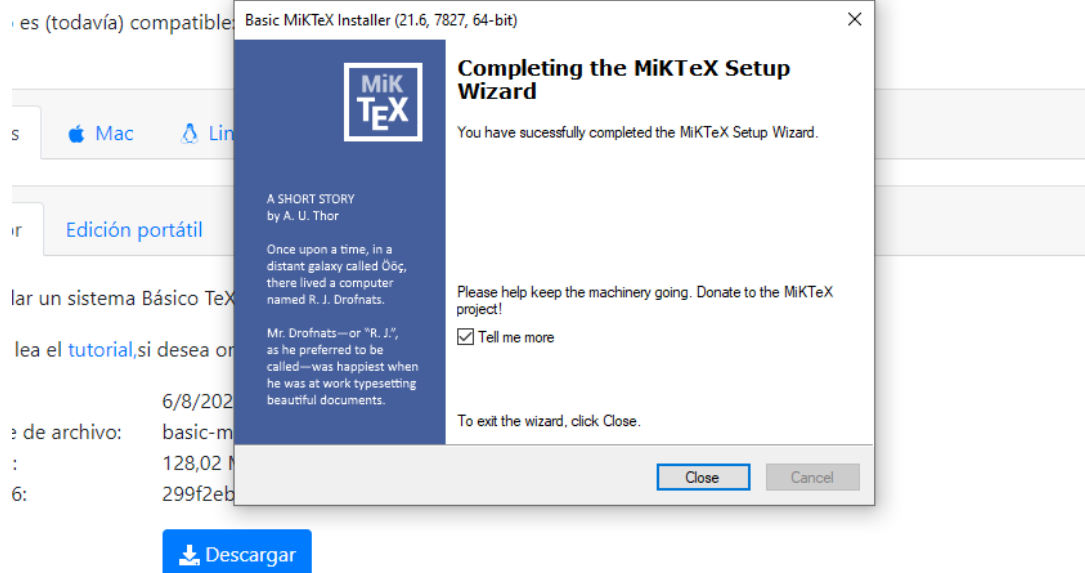 es (todavía) compatible
Basic MiKTeX Installer (21.6, 7827, 64-bit)
MiK
TEX
Completing the MiKTeX Setup
Wizard
You have sucessfully completed the MiKTeX Setup Wizard.
s
Mac
Lin
A SHORT STORY
by A. U. Thor
Once upon a time, in a
distant galaxy called Ööç,
there lived a computer
named R. J. Drofnats.
Mr. Drofnats—or “R. J.”,
as he preferred to be
called—was happiest when
he was at work typesetting
beautiful documents.
Please help keep the machinery going. Donate to the MiKTeX
project!
Tell me more
To exit the wizard, click Close.
Close
Cancel
or
Edición portátil
lar un sistema Básico TeX
lea el tutorial,si desea or
6/8/202
e de archivo:
basic-m
:
128,02 M
6:
299f2eb
Descargar